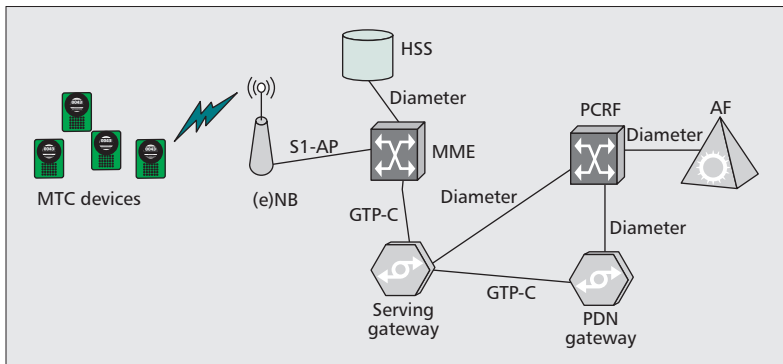 HSS
Diameter
PCRF
AF
S1-AP
MME
Diameter
MTC devices
(e)NB
Diameter
GTP-C
Diameter
GTP-C
Serving
gateway
PDN
gateway